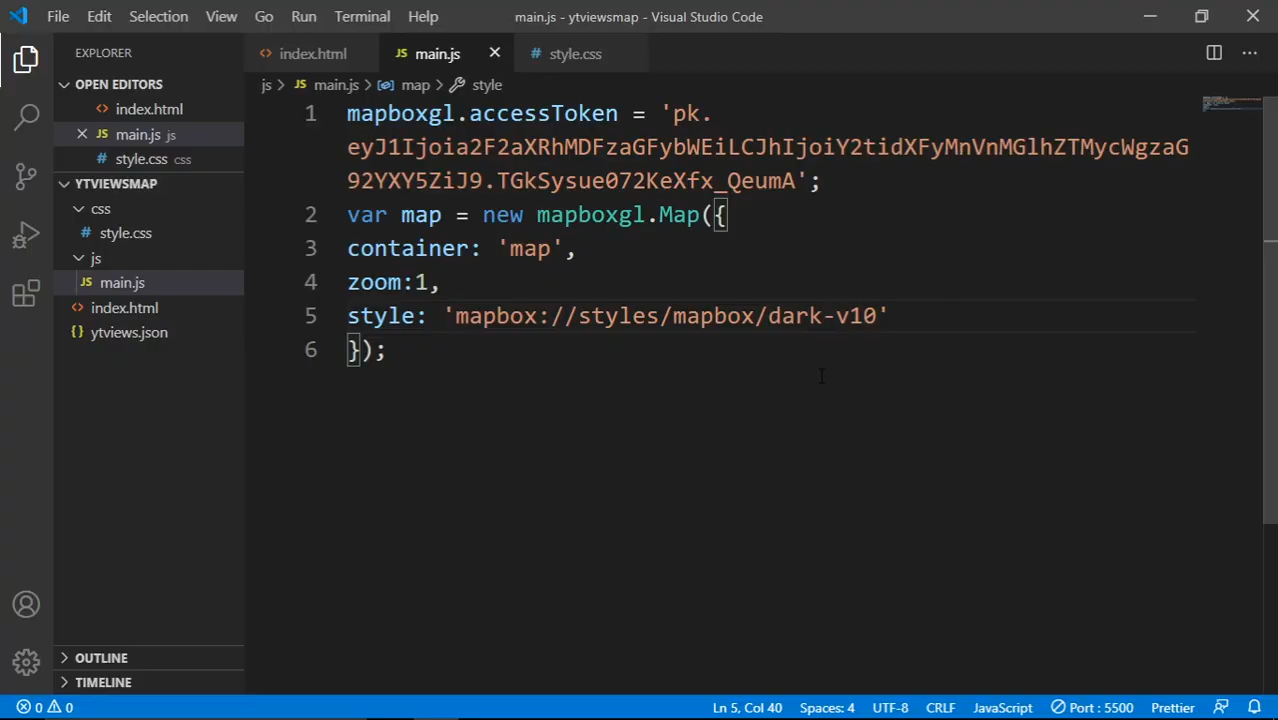 File Edit Selection View Go Run Terminal Help
main.js - ytviewsmap - Visual Studio Code
EXPLORER
OPEN EDITORS
index.html
main.js js
style.css css
YTVIEWSMAP
css
style.css
js
JS main.js
index.html
{} ytviews.json
OUTLINE
TIMELINE
index.html
JS main.js
# style.css
js > JS main.js > map > style
1 mapboxgl.accessToken = 'pk.
eyJ1Ijoia2F2aXRhMDFzaGFybWEiLCJhIjoiY2tidXFyMnVnMGlhZTMycWgzaG
92YXY5ZiJ9.TGkSysue072KeXfx_QeumA';
2 var map = new mapboxgl.Map({
3 container: 'map',
4 zoom:1,
5 style: 'mapbox://styles/mapbox/dark-v10'
6 });
0 0
Ln 5, Col 40
Spaces: 4
UTF-8
CRLF
JavaScript
Port : 5500
Prettier